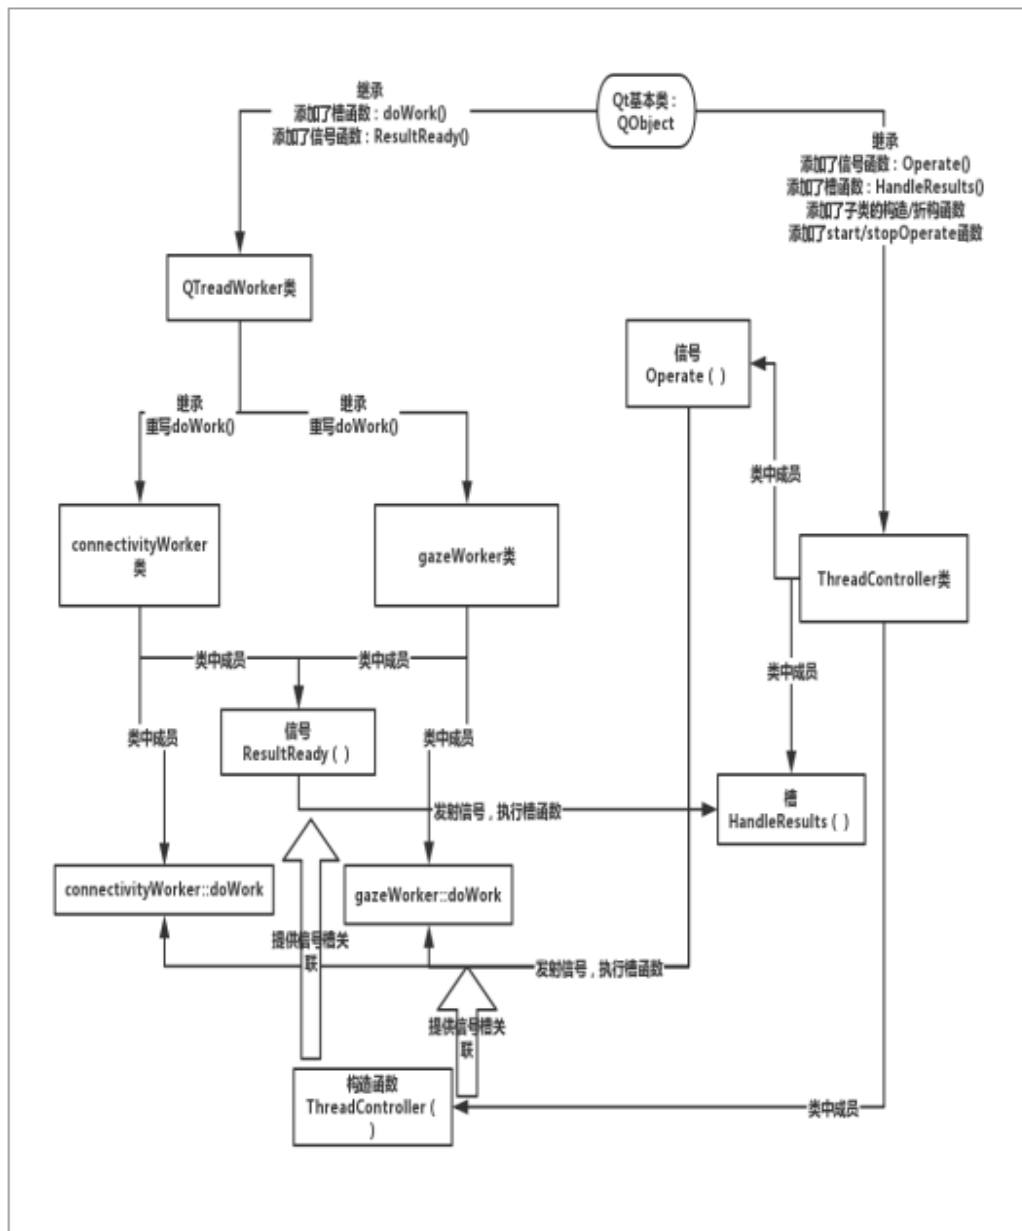 Qt基本类：
QObject
继承
添加了槽函数：doWork()
添加了信号函数：ResultReady()
继承
添加了信号函数：Operate()
添加了槽函数：HandleResults()
添加了子类的构造/折构函数
添加了start/stopOperate函数
QTreadWorker类
信号
Operate（ ）
继承
重写doWork()
继承
重写doWork()
类中成员
connectivityWorker
类
gazeWorker类
ThreadController类
类中成员
类中成员
类中成员
信号
ResultReady（ ）
类中成员
类中成员
槽
HandleResults（ ）
发射信号，执行槽函数
connectivityWorker::doWork
gazeWorker::doWork
提供信号槽关
联
发射信号，执行槽函数
提供信号槽关
联
构造函数
ThreadController（
）
类中成员